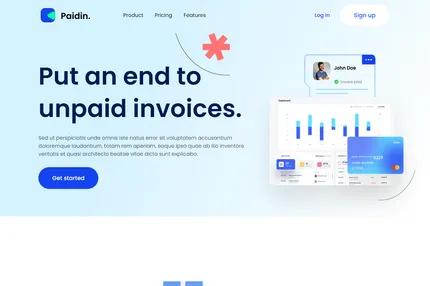 Paidin.
Product Pricing Features
Log in
Sign up
Put an end to
unpaid invoices.
Sed ut perspiciatis unde omnis iste natus error sit voluptatem accusantium
doloremque laudantium, totam rem aperiam, eaque ipsa quae ab illo inventore
veritatis et quasi architecto beatae vitae dicta sunt explicabo.
Get started
John Doe
Invoice paid
Dashboard